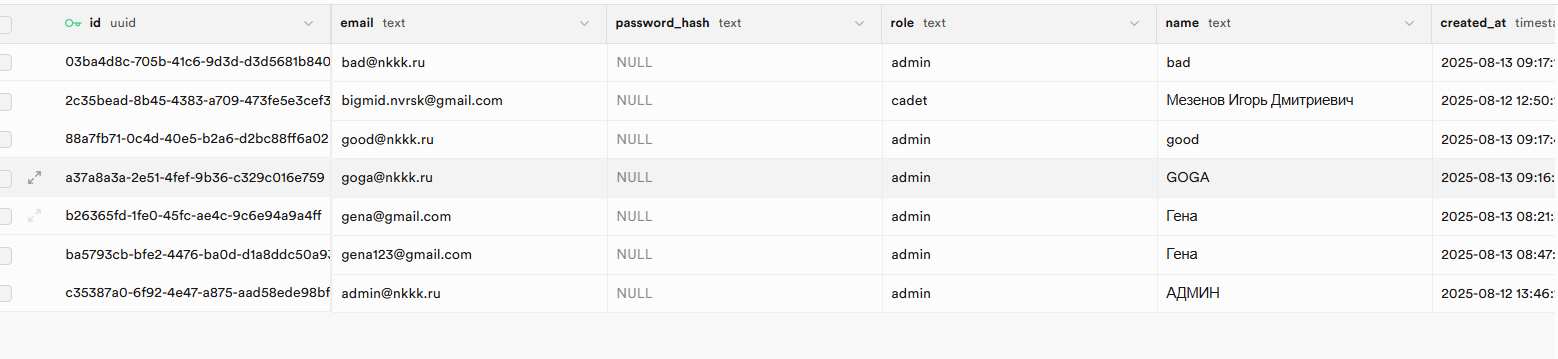 id uuid email text password_hash text role text name text created_at timesta
03ba4d8c-705b-41c6-9d3d-d3d5681b840 bad@nkkk.ru NULL admin bad 2025-08-13 09:17:
2c35bead-8b45-4383-a709-473fe5e3cef3 bigmid.nvrsk@gmail.com NULL cadet Мезенов Игорь Дмитриевич 2025-08-12 12:50:
88a7fb71-0c4d-40e5-b2a6-d2bc88ff6a02 good@nkkk.ru NULL admin good 2025-08-13 09:17:
a37a8a3a-2e51-4fef-9b36-c329c016e759 goga@nkkk.ru NULL admin GOGA 2025-08-13 09:16:
b26365fd-1fe0-45fc-ae4c-9c6e94a9a4ff gena@gmail.com NULL admin Гена 2025-08-13 08:21:
ba5793cb-bfe2-4476-ba0d-d1a8ddc50a93 gena123@gmail.com NULL admin Гена 2025-08-13 08:47:
c35387a0-6f92-4e47-a875-aad58ede98bf admin@nkkk.ru NULL admin АДМИН 2025-08-12 13:46: